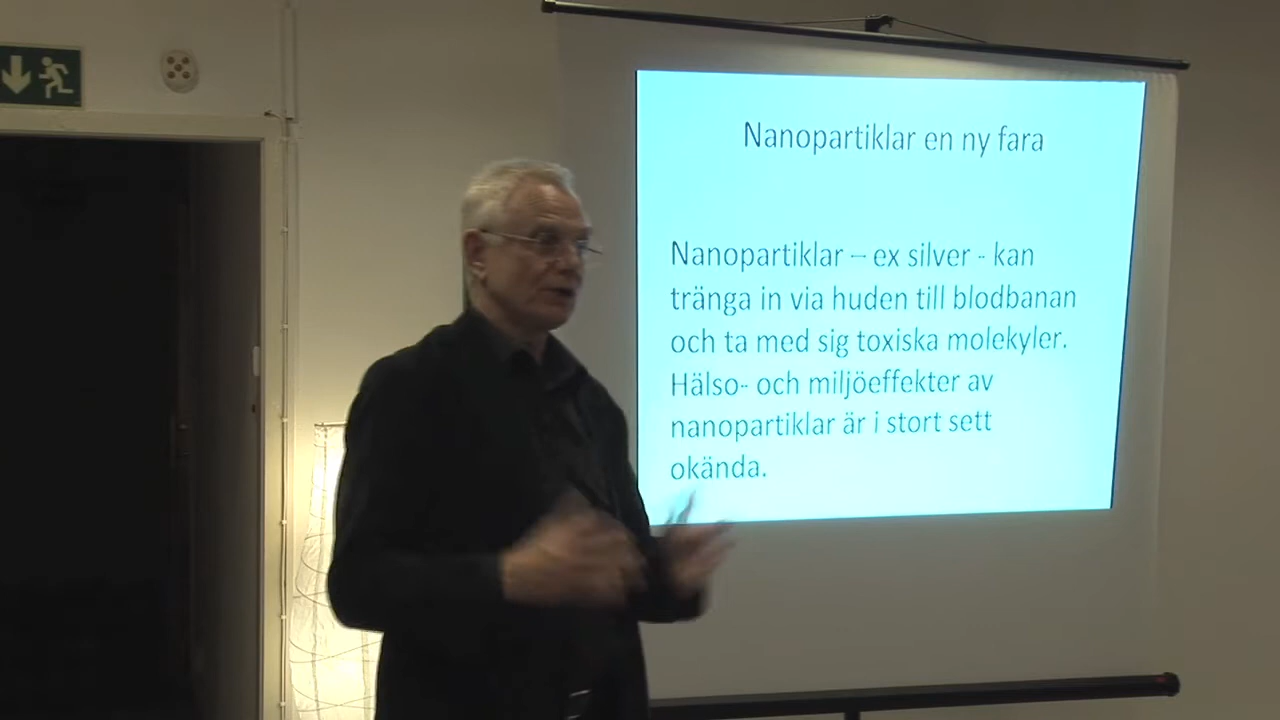 Nanopartiklar en ny fara
Nanopartiklar – ex silver - kan
tränga in via huden till blodbanan
och ta med sig toxiska molekyler.
Hälso- och miljöeffekter av
nanopartiklar är i stort sett
okända.